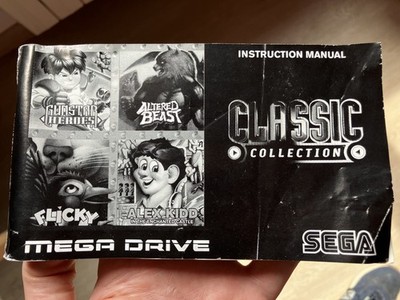 INSTRUCTION MANUAL
GUNSTAR
HEROES
ALTERED
BEAST
CLASSIC
COLLECTION
FLICKY
ALEX KIDD
IN THE ENCHANTED CASTLE
MEGA DRIVE
SEGA